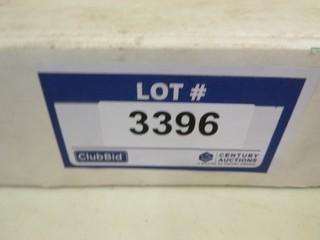 LOT #
3396
ClubBid
CENTURY
AUCTIONS